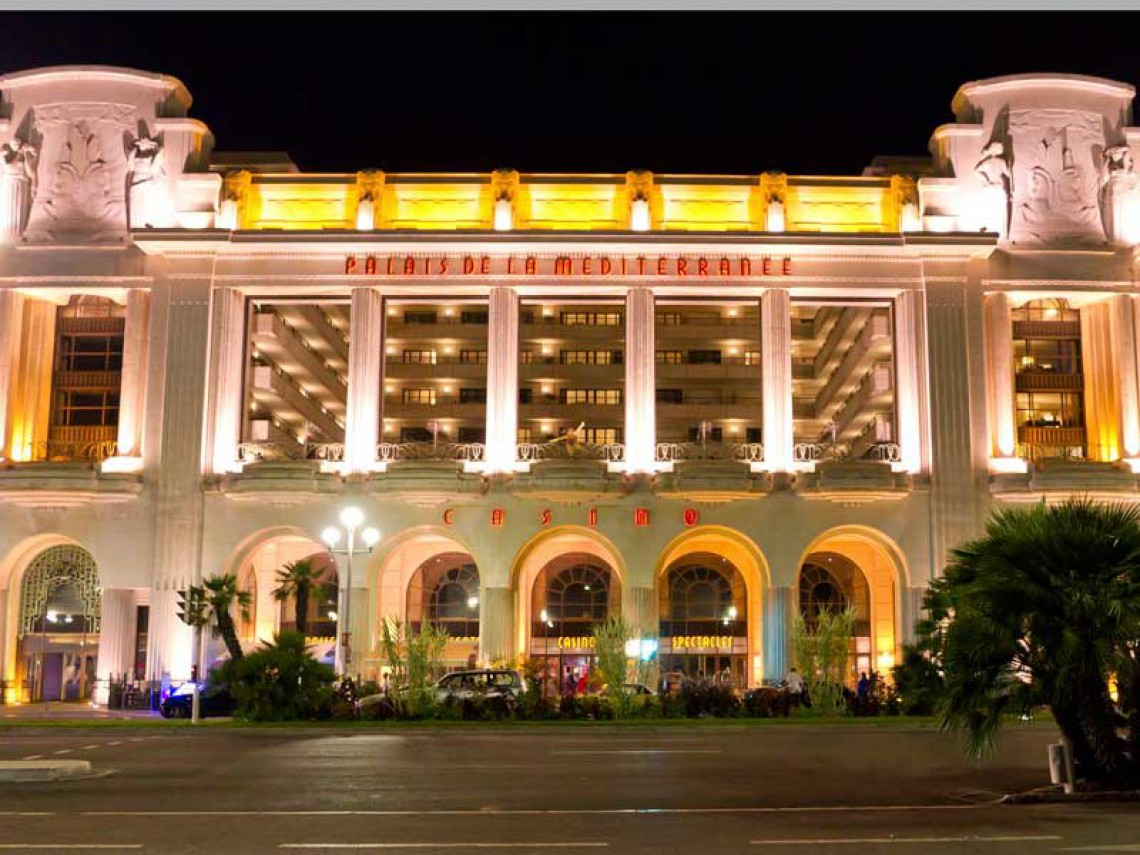 PALAIS DE LA MEDITERRANEE
CASINO
CASINO
SPECTACLES